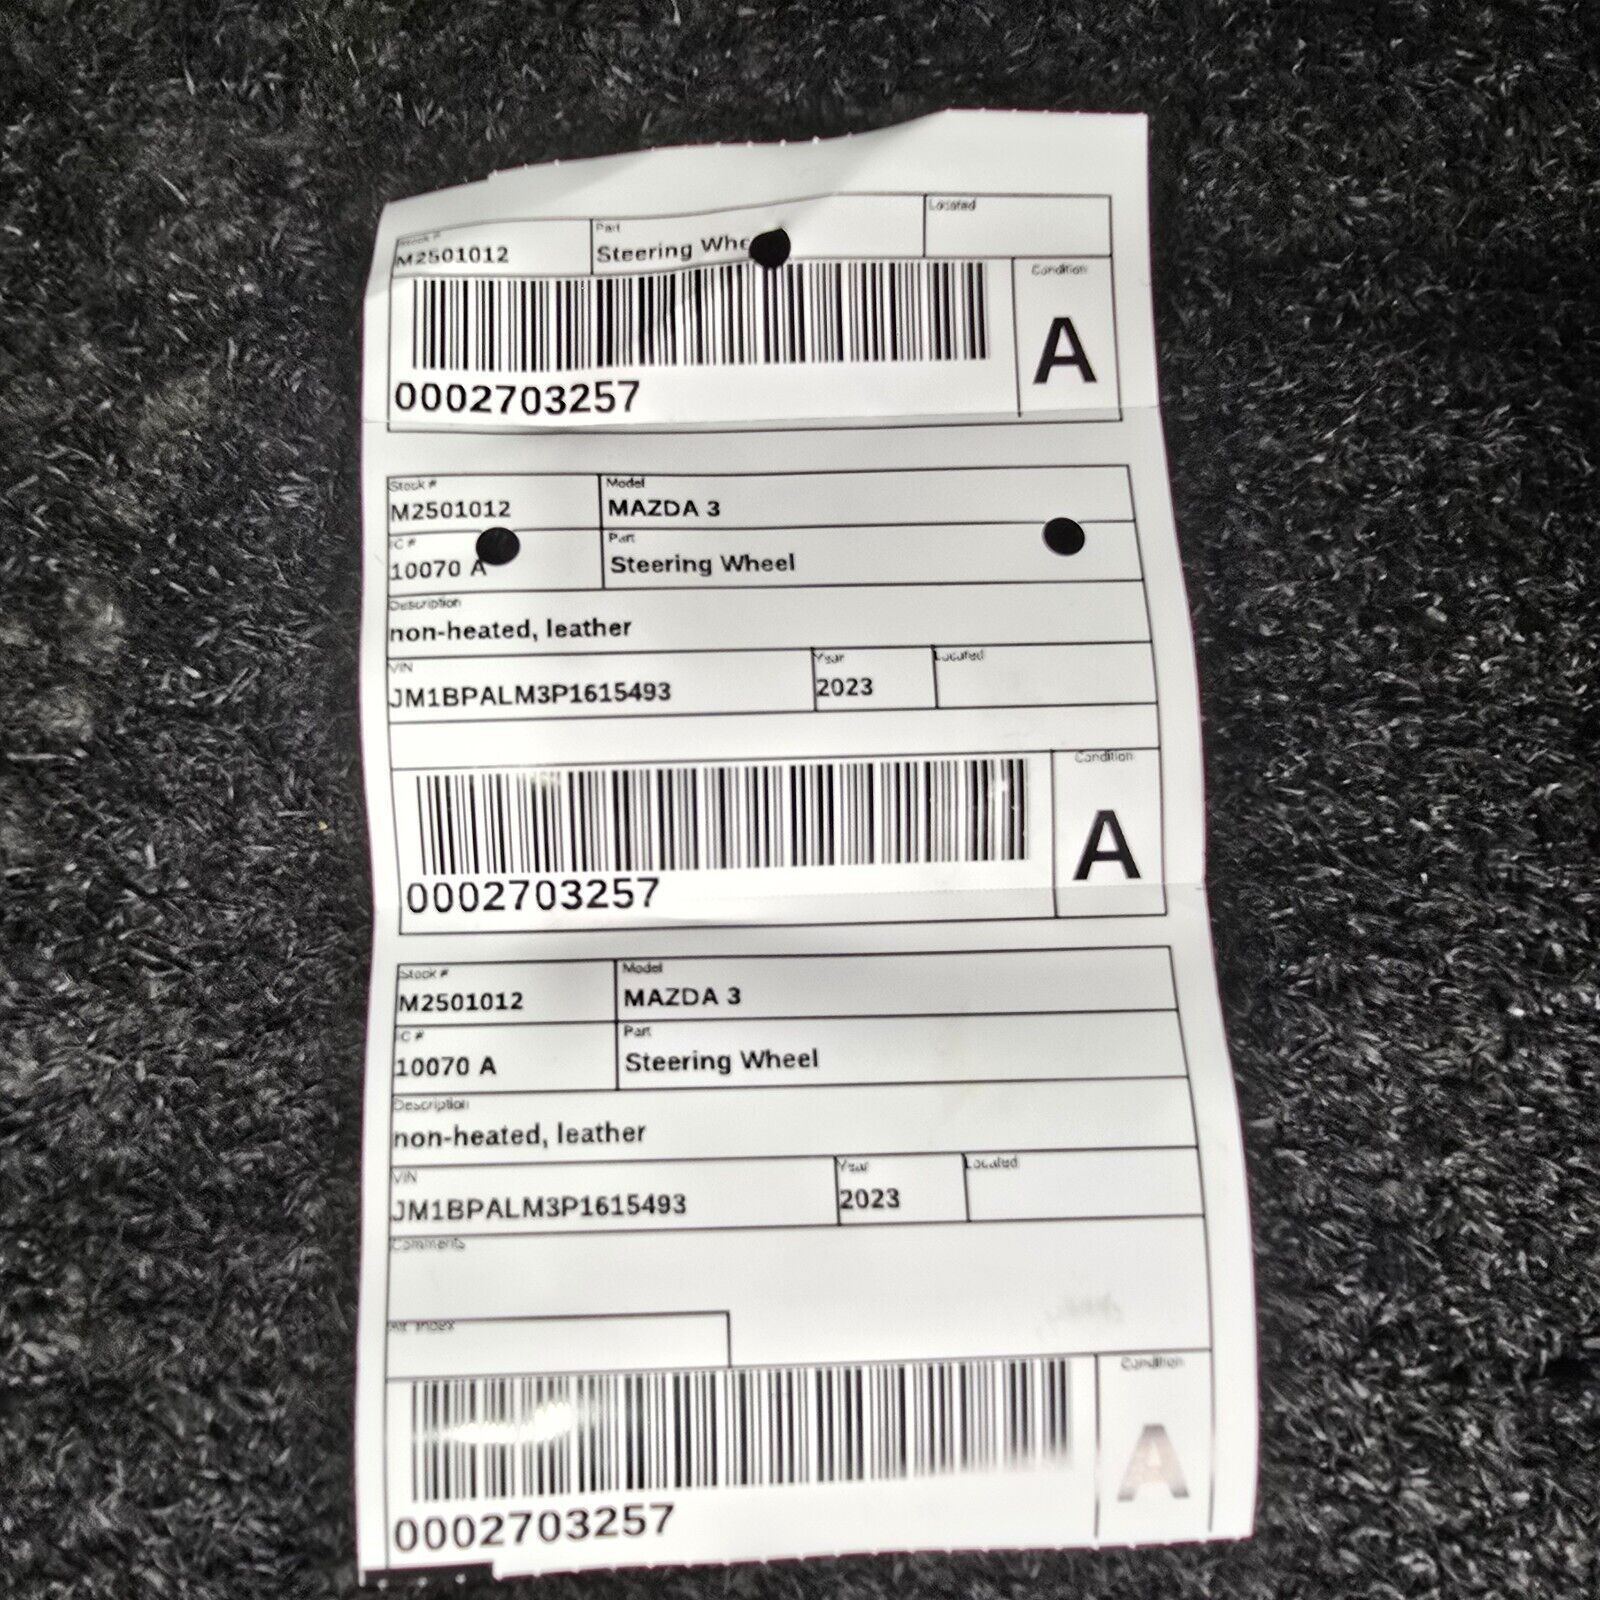 Stock # Part Located
M2501012 Steering Whe
Condition
A
0002703257
Stock # Model
M2501012 MAZDA 3
IC # Part
10070 A Steering Wheel
Description
non-heated, leather
VIN Year Located
JM1BPALM3P1615493 2023
Condition
A
0002703257
Stock # Model
M2501012 MAZDA 3
IC # Part
10070 A Steering Wheel
Description
non-heated, leather
VIN Year Located
JM1BPALM3P1615493 2023
Comments
Int. Index
Condition
A
0002703257